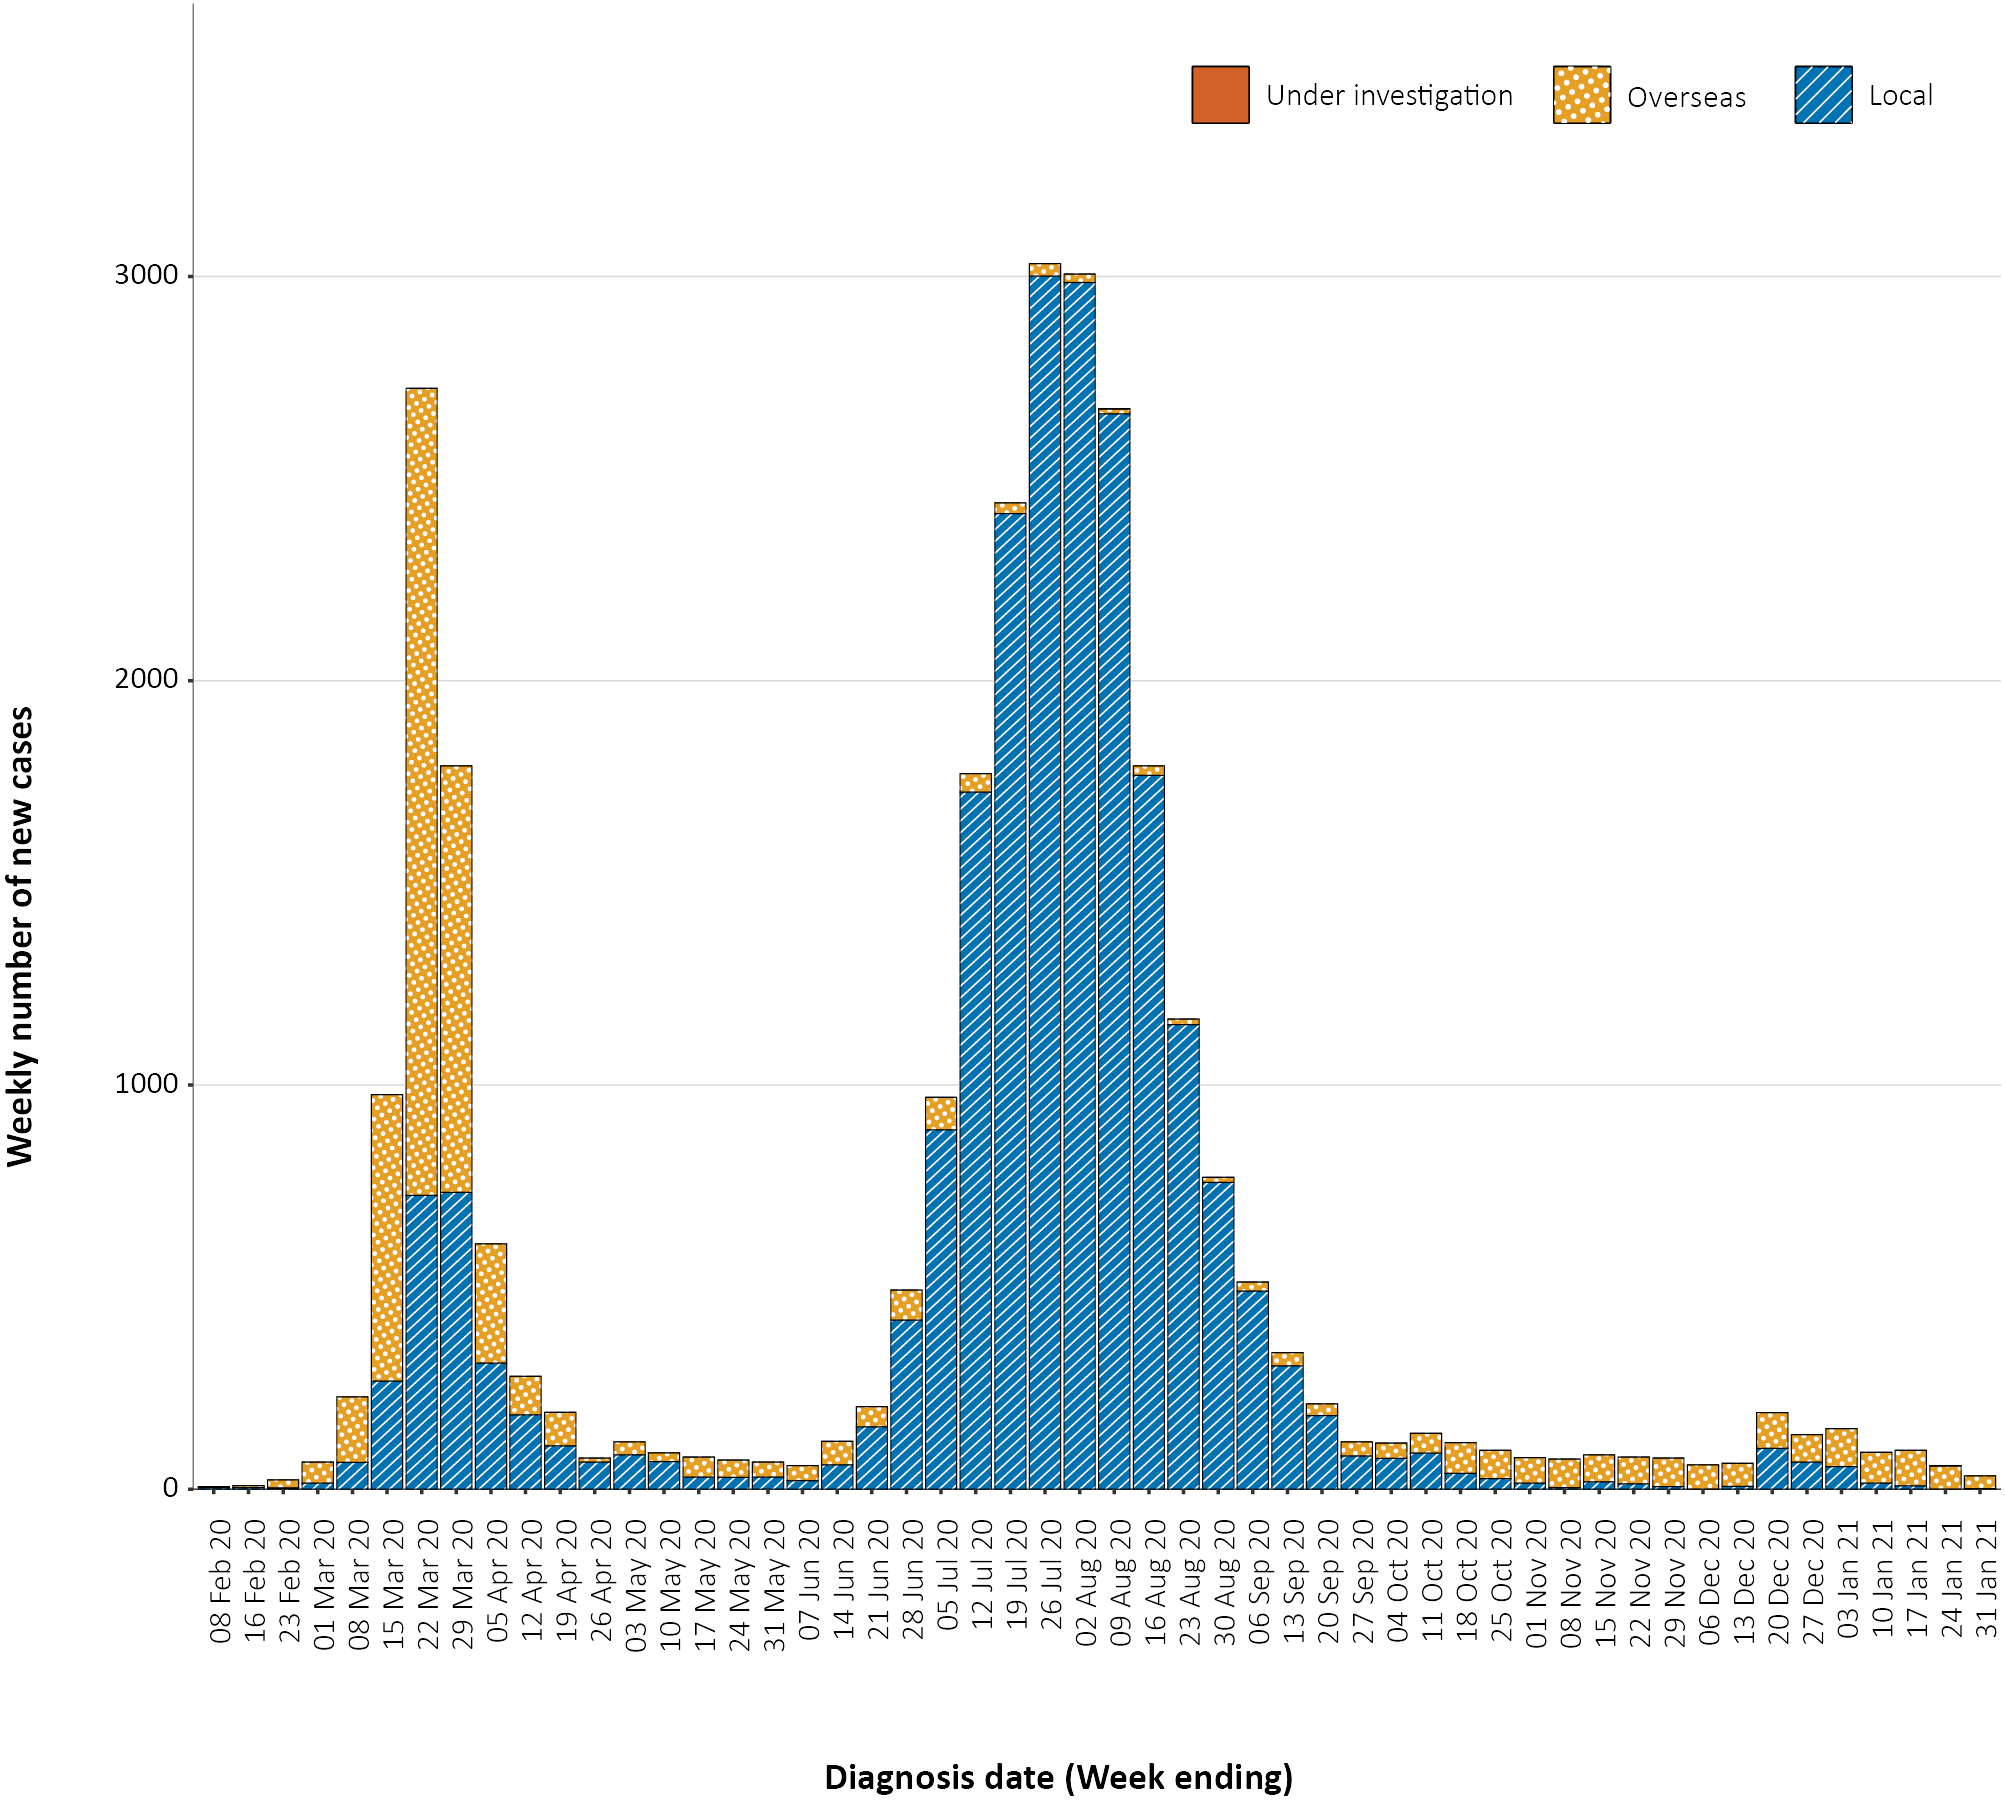 Under investigation
Overseas
Local
Weekly number of new cases
3000
2000
1000
0
08 Feb 20
16 Feb 20
23 Feb 20
01 Mar 20
08 Mar 20
15 Mar 20
22 Mar 20
29 Mar 20
05 Apr 20
12 Apr 20
19 Apr 20
26 Apr 20
03 May 20
10 May 20
17 May 20
24 May 20
31 May 20
07 Jun 20
14 Jun 20
21 Jun 20
28 Jun 20
05 Jul 20
12 Jul 20
19 Jul 20
26 Jul 20
02 Aug 20
09 Aug 20
16 Aug 20
23 Aug 20
30 Aug 20
06 Sep 20
13 Sep 20
20 Sep 20
27 Sep 20
04 Oct 20
11 Oct 20
18 Oct 20
25 Oct 20
01 Nov 20
08 Nov 20
15 Nov 20
22 Nov 20
29 Nov 20
06 Dec 20
13 Dec 20
20 Dec 20
27 Dec 20
03 Jan 21
10 Jan 21
17 Jan 21
24 Jan 21
31 Jan 21
Diagnosis date (Week ending)